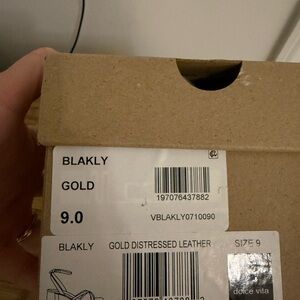 BLAKLY
GOLD
197076437882
9.0
VBLAKLY0710090
BLAKLY GOLD DISTRESSED LEATHER SIZE 9
dolce vita